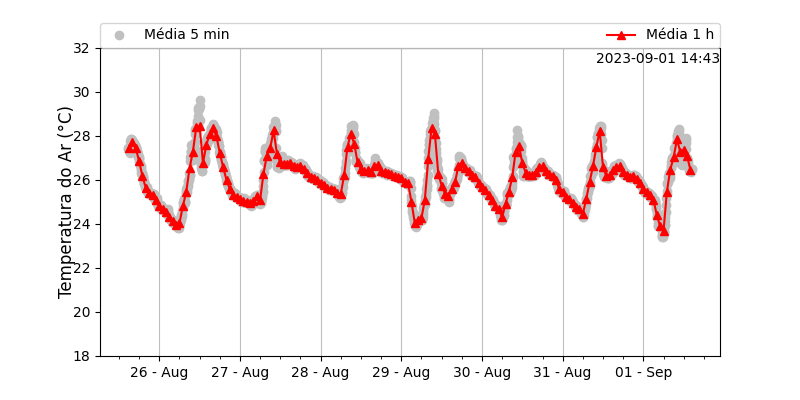 Média 5 min
Média 1 h
2023-09-01 14:43
Temperatura do Ar (°C)
32
30
28
26
24
22
20
18
26 - Aug
27 - Aug
28 - Aug
29 - Aug
30 - Aug
31 - Aug
01 - Sep